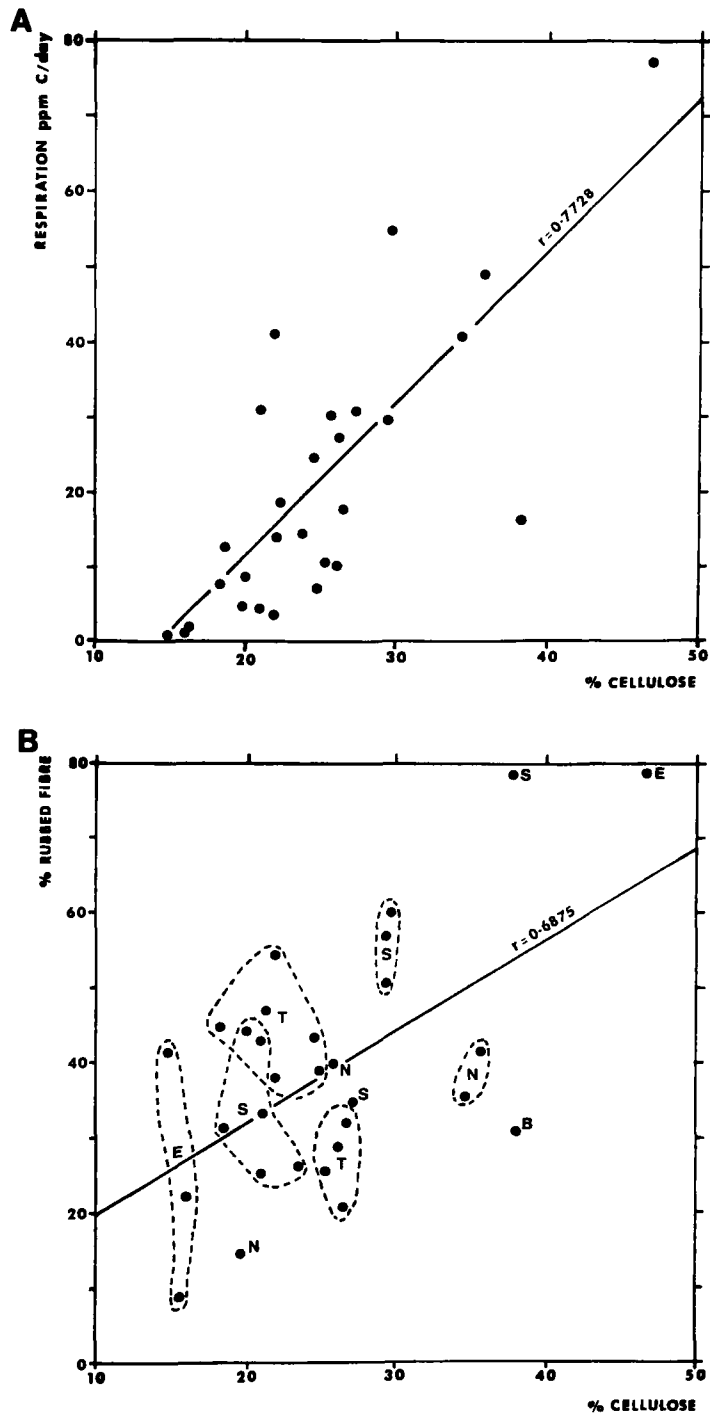 A
RESPIRATION ppm C/day
80
60
40
20
0
r=0·7728
10
20
30
40
50
% CELLULOSE
B
% RUBBED FIBRE
80
60
40
20
0
S
E
r=0·6875
S
T
N
N
S
S
B
E
T
N
10
20
30
40
50
% CELLULOSE